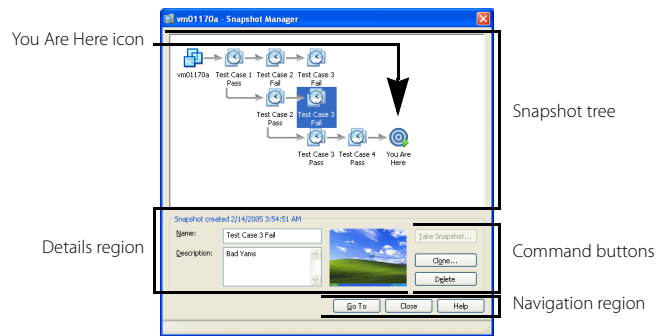 vm01170a - Snapshot Manager
You Are Here icon
vm01170a
Test Case 1
Pass
Test Case 2
Fail
Test Case 3
Fail
Test Case 2
Pass
Test Case 3
Fail
Test Case 3
Pass
Test Case 4
Pass
You Are
Here
Snapshot tree
Snapshot created 2/14/2005 3:54:51 AM
Name:
Test Case 3 Fail
Description:
Bad Yams
Take Snapshot...
Clone...
Delete
Details region
Command buttons
Go To
Close
Help
Navigation region